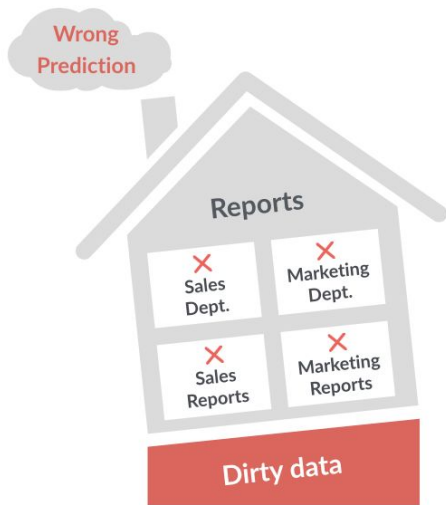 Wrong
Prediction
Reports
Sales
Dept.
Marketing
Dept.
Sales
Reports
Marketing
Reports
Dirty data